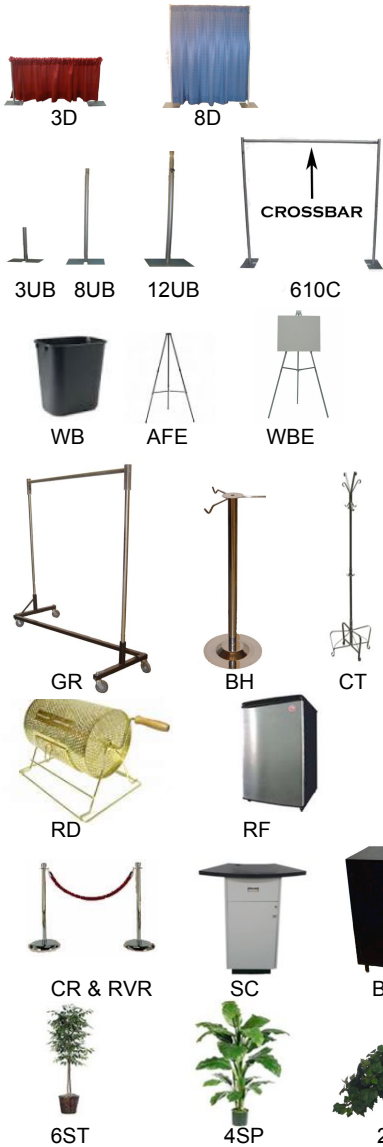 3D 8D
CROSSBAR
3UB 8UB 12UB 610C
WB AFE WBE
GR BH CT
RD RF
CR & RVR SC B
6ST 4SP 2